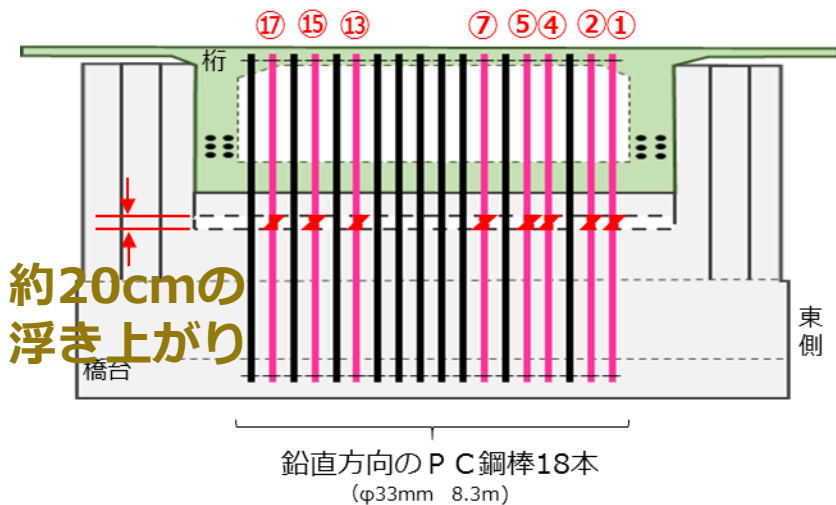 ⑰ ⑮ ⑬ ⑦ ⑤ ④ ② ①
桁
約20cmの
浮き上がり
橋台
東側
鉛直方向のPC鋼棒18本
(φ33mm 8.3m)